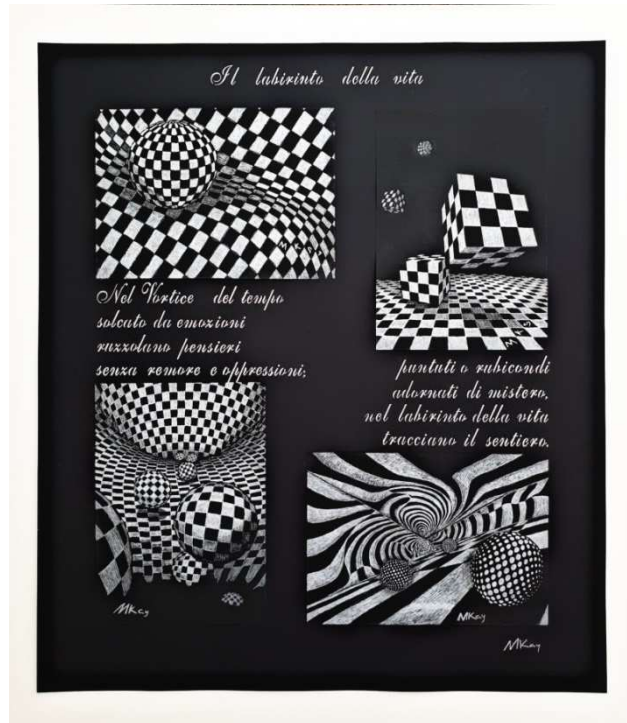 Il labirinto della vita
MKay
Nel Vortice del tempo
solcato da emozioni
ruzzolano pensieri
senza remore e oppressioni;
puntuti o rubicondi
adornati di mistero,
nel labirinto della vita
tracciano il sentiero.
MKay
MKay
MKay